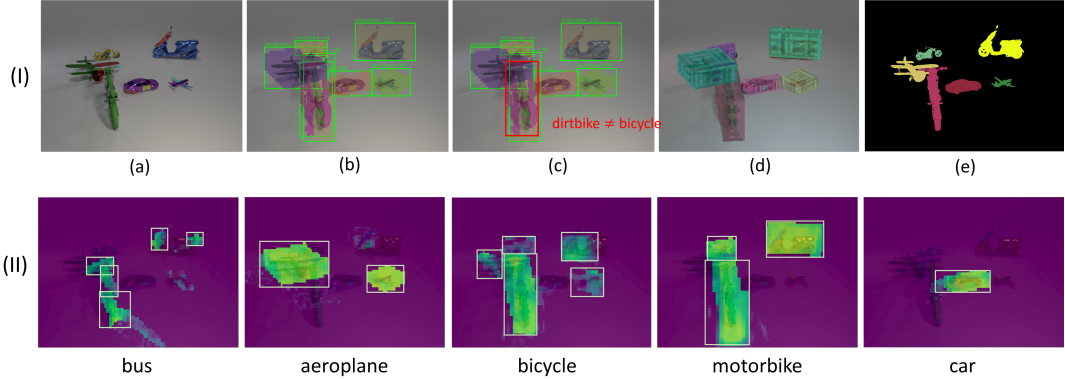 (I)
(a)
(b)
(c)
dirtbike ≠ bicycle
(d)
(e)
(II)
bus
aeroplane
bicycle
motorbike
car